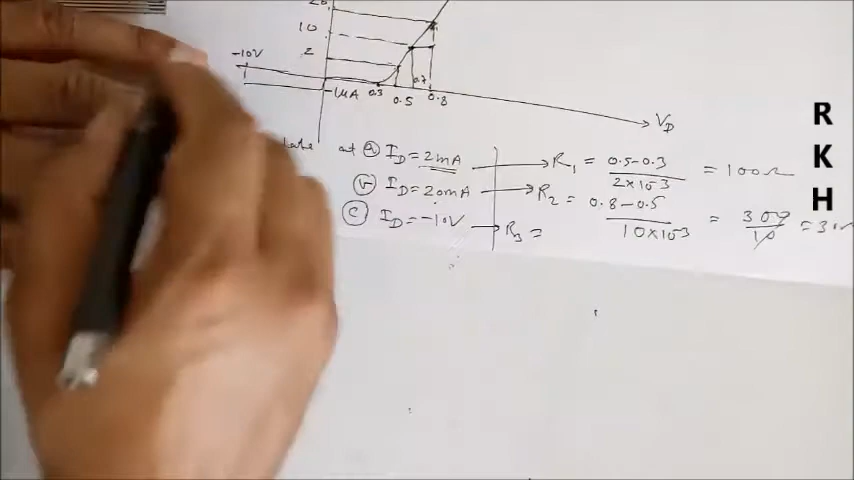 20
10
-10V
2
-1μA 0.3 0.5 0.7 0.8
V_D
at ⓐ I_D = 2mA → R_1 = 0.5-0.3 / 2×10^-3 = 100Ω
ⓑ I_D = 20mA → R_2 = 0.8-0.5 / 10×10^-3 = 300 / 10 = 30
ⓒ I_D = -10V → R_3 =
R
K
H